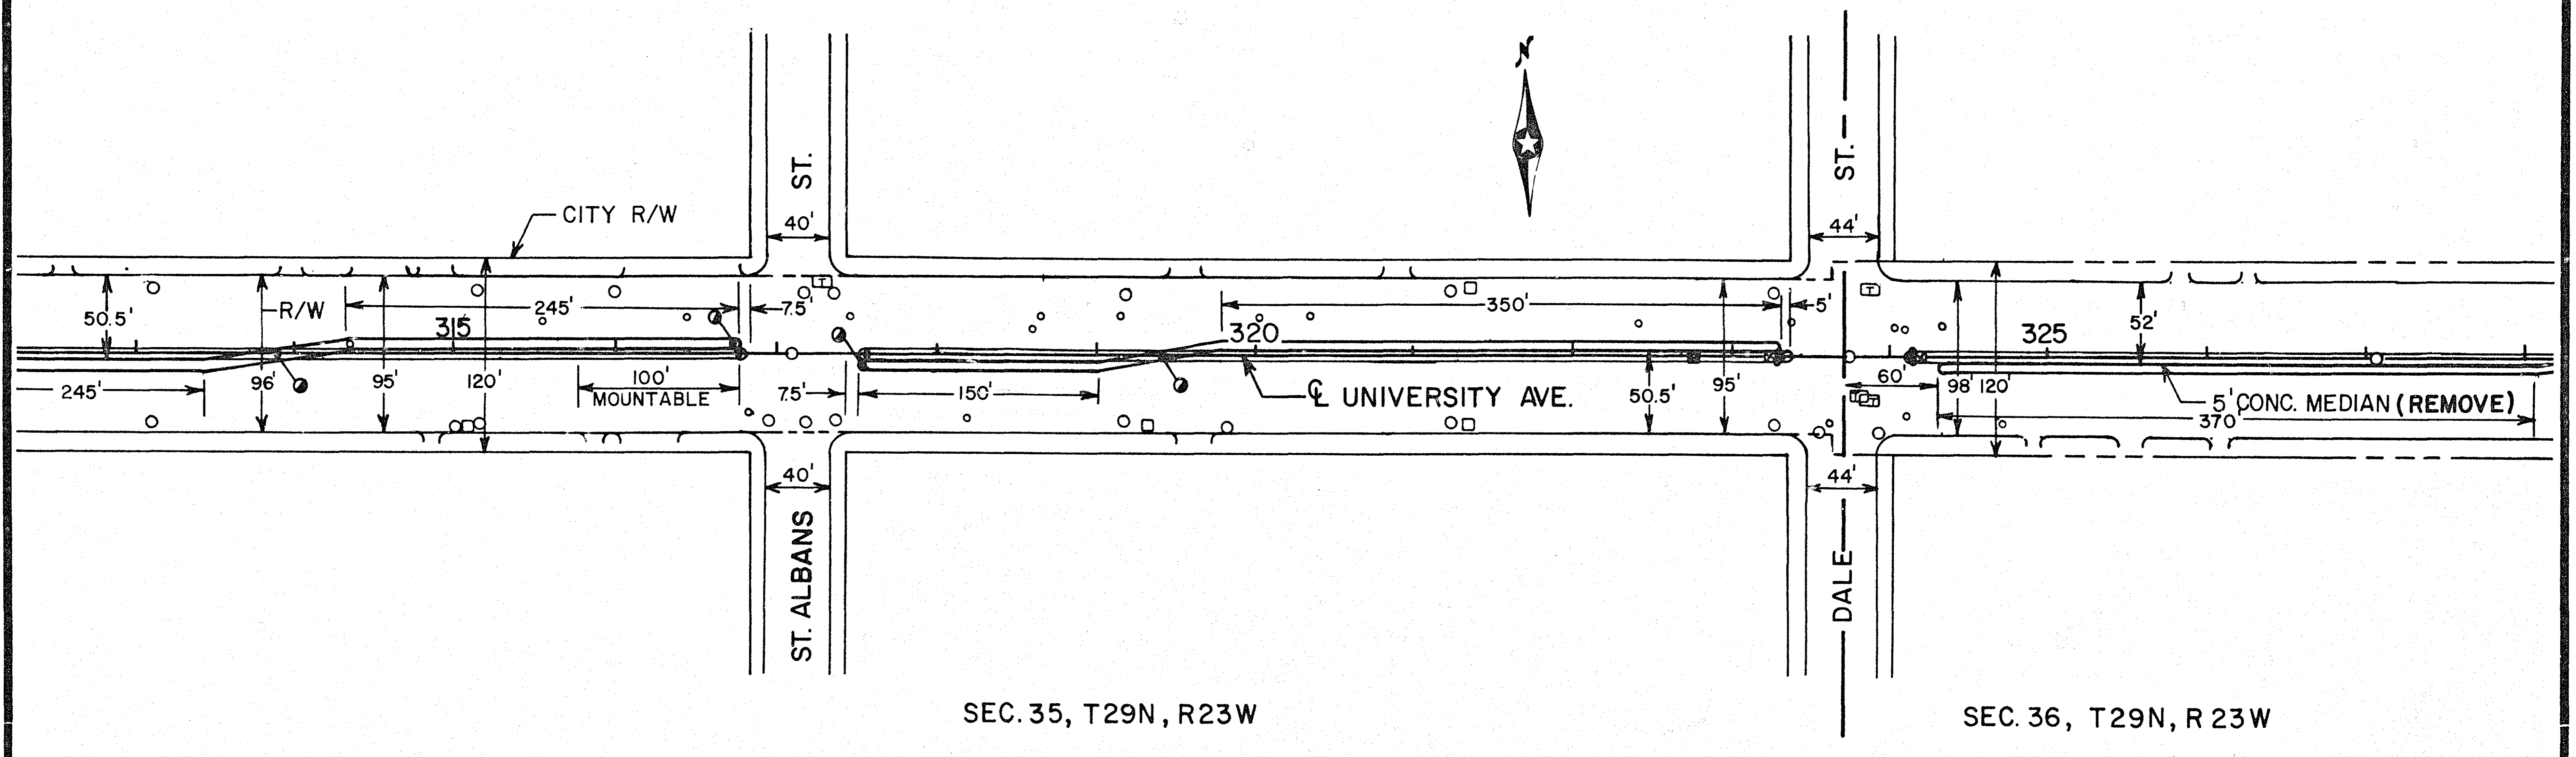 N
ST.
ST.
CITY R/W
40'
44'
R/W
245'
7.5'
350'
5'
50.5'
315
320
325
52'
245'
96'
95'
120'
100'
MOUNTABLE
7.5'
150'
℄ UNIVERSITY AVE.
50.5'
95'
60'
98'
120'
5' CONC. MEDIAN (REMOVE)
370'
40'
44'
ST. ALBANS
DALE
T
T
T
SEC. 35, T29N, R23W
SEC. 36, T29N, R23W